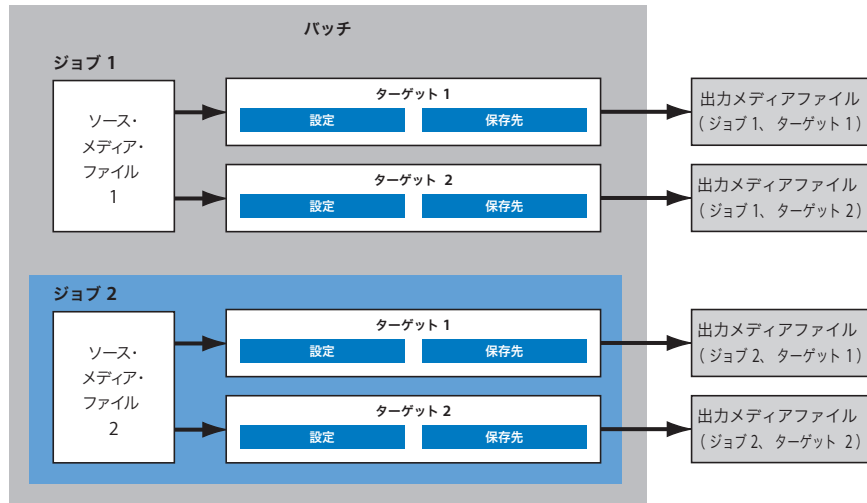 バッチ
ジョブ 1
ソース・
メディア・
ファイル
1
ターゲット 1
設定
保存先
出力メディアファイル
( ジョブ 1、 ターゲット 1 )
ターゲット 2
設定
保存先
出力メディアファイル
( ジョブ 1、 ターゲット 2 )
ジョブ 2
ソース・
メディア・
ファイル
2
ターゲット 1
設定
保存先
出力メディアファイル
( ジョブ 2、 ターゲット 1 )
ターゲット 2
設定
保存先
出力メディアファイル
( ジョブ 2、 ターゲット 2 )